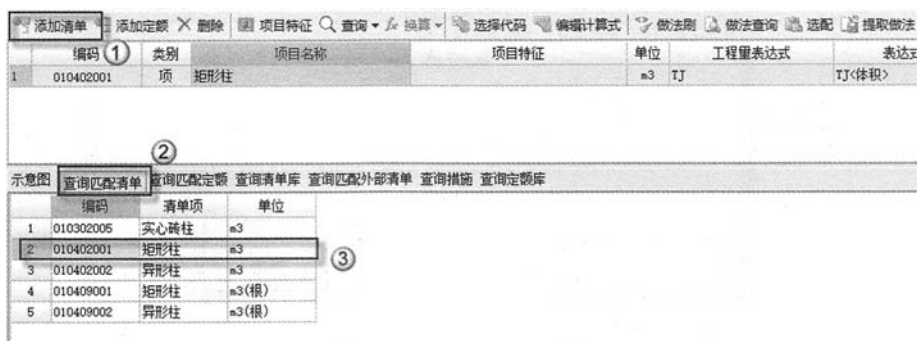 添加清单 添加定额 删除 项目特征 查询 fx 换算 选择代码 编辑计算式 做法刷 做法查询 选配 提取做法
编码 ① 类别 项目名称 项目特征 单位 工程量表达式 表达式
1 010402001 项 矩形柱 m3 TJ TJ<体积>
②
示意图 查询匹配清单 查询匹配定额 查询清单库 查询匹配外部清单 查询措施 查询定额库
编码 清单项 单位
1 010302005 实心砖柱 m3
2 010402001 矩形柱 m3 ③
3 010402002 异形柱 m3
4 010409001 矩形柱 m3(根)
5 010409002 异形柱 m3(根)